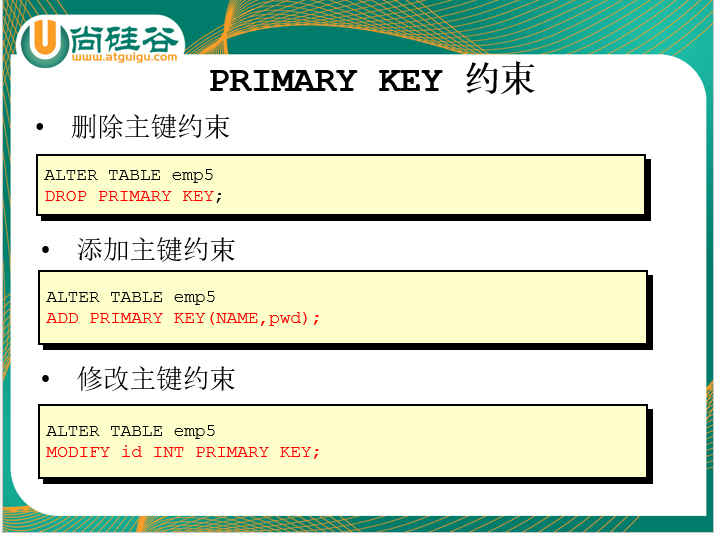 尚硅谷
www.atguigu.com
PRIMARY KEY 约束
• 删除主键约束
ALTER TABLE emp5
DROP PRIMARY KEY;
• 添加主键约束
ALTER TABLE emp5
ADD PRIMARY KEY(NAME,pwd);
• 修改主键约束
ALTER TABLE emp5
MODIFY id INT PRIMARY KEY;